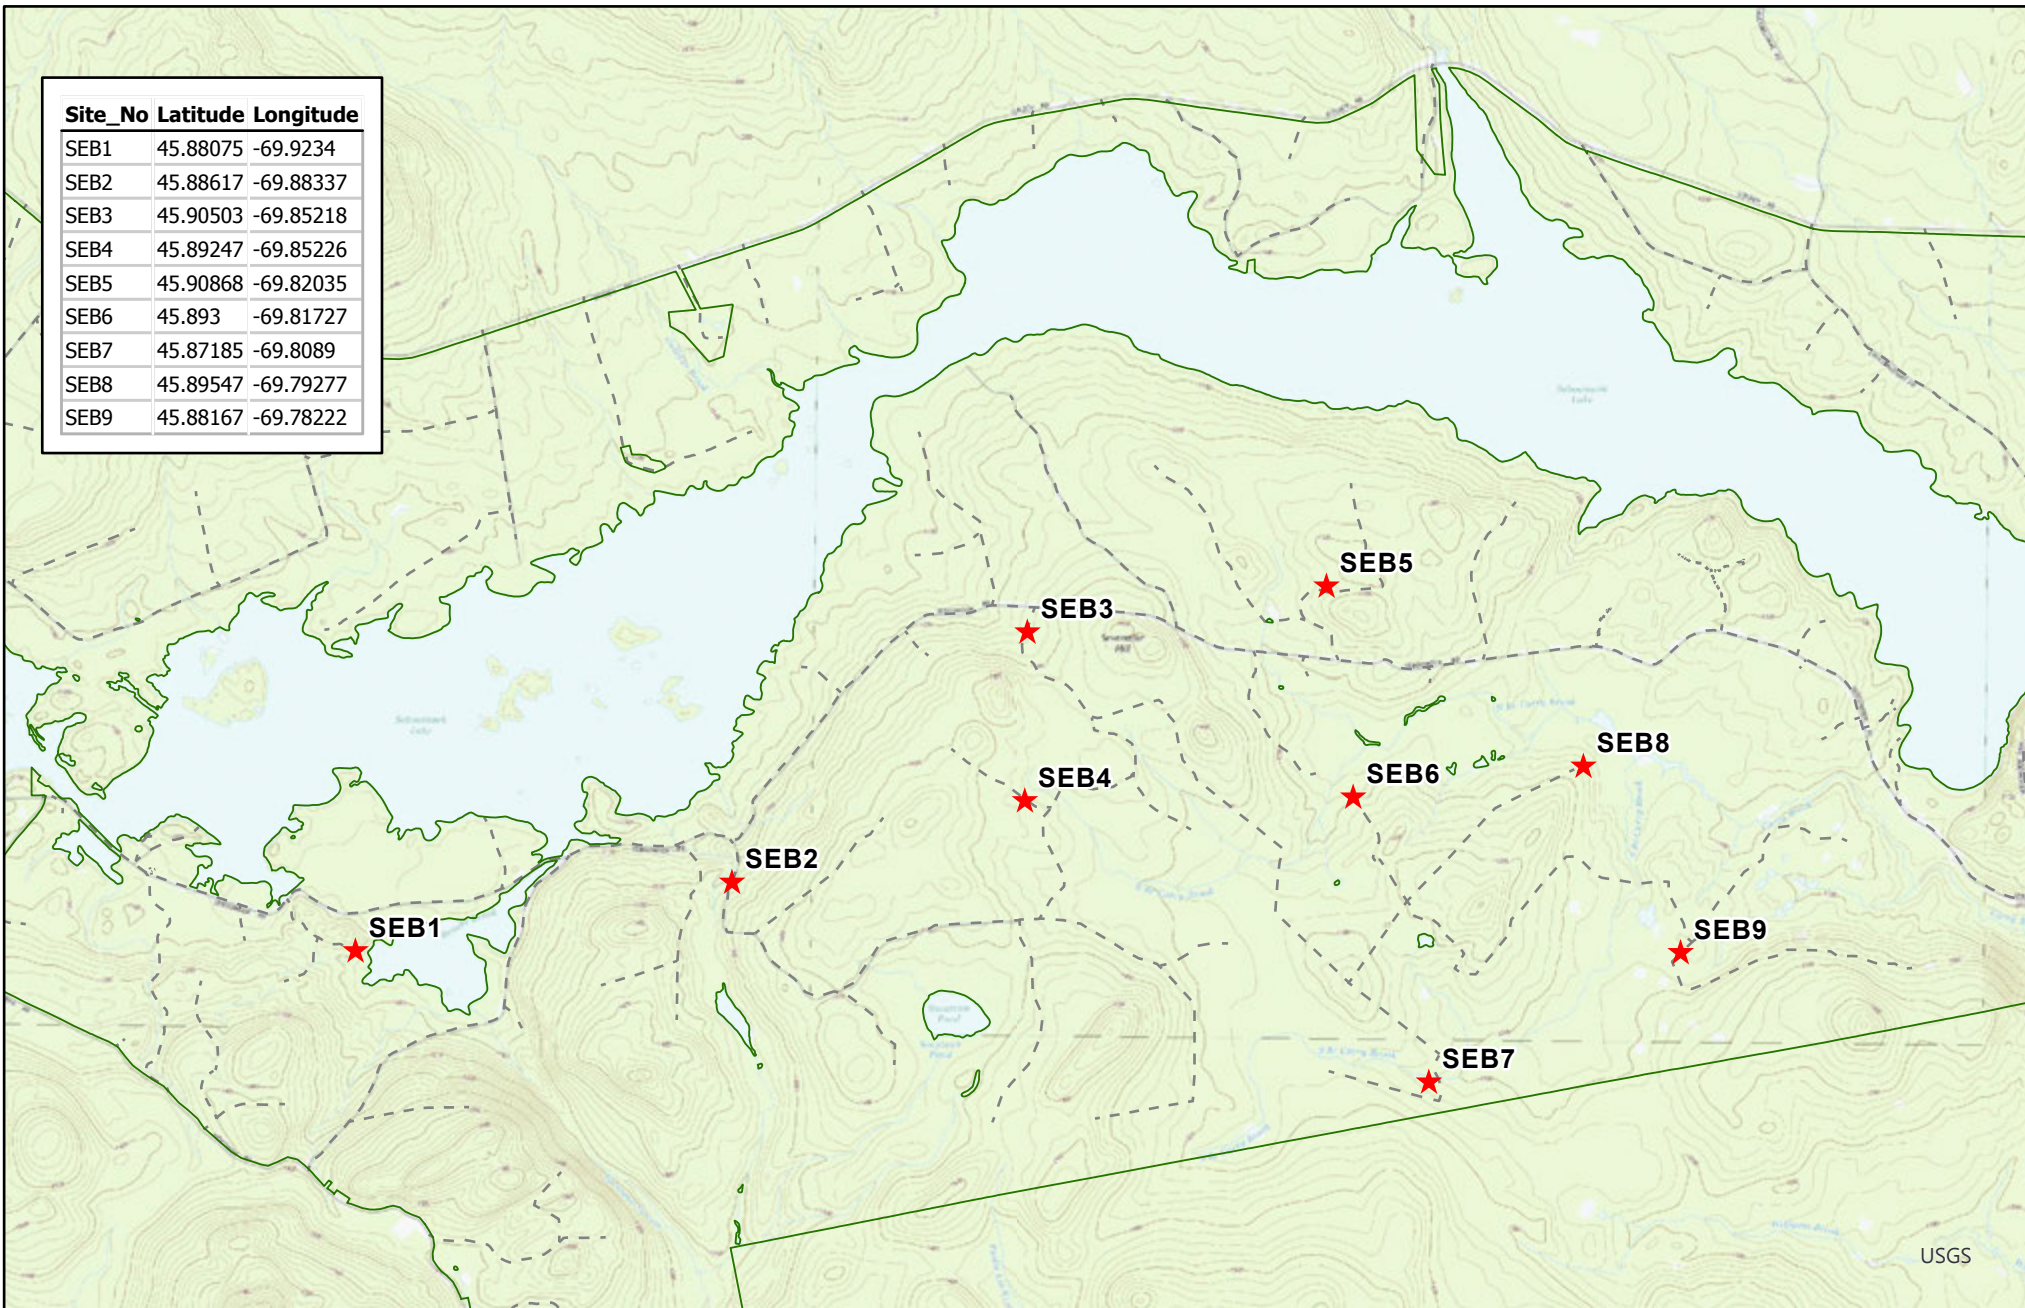 Site_No Latitude Longitude
SEB1 45.88075 -69.9234
SEB2 45.88617 -69.88337
SEB3 45.90503 -69.85218
SEB4 45.89247 -69.85226
SEB5 45.90868 -69.82035
SEB6 45.893 -69.81727
SEB7 45.87185 -69.8089
SEB8 45.89547 -69.79277
SEB9 45.88167 -69.78222
SEB5
SEB3
SEB8
SEB4
SEB6
SEB2
SEB1
SEB9
SEB7
USGS